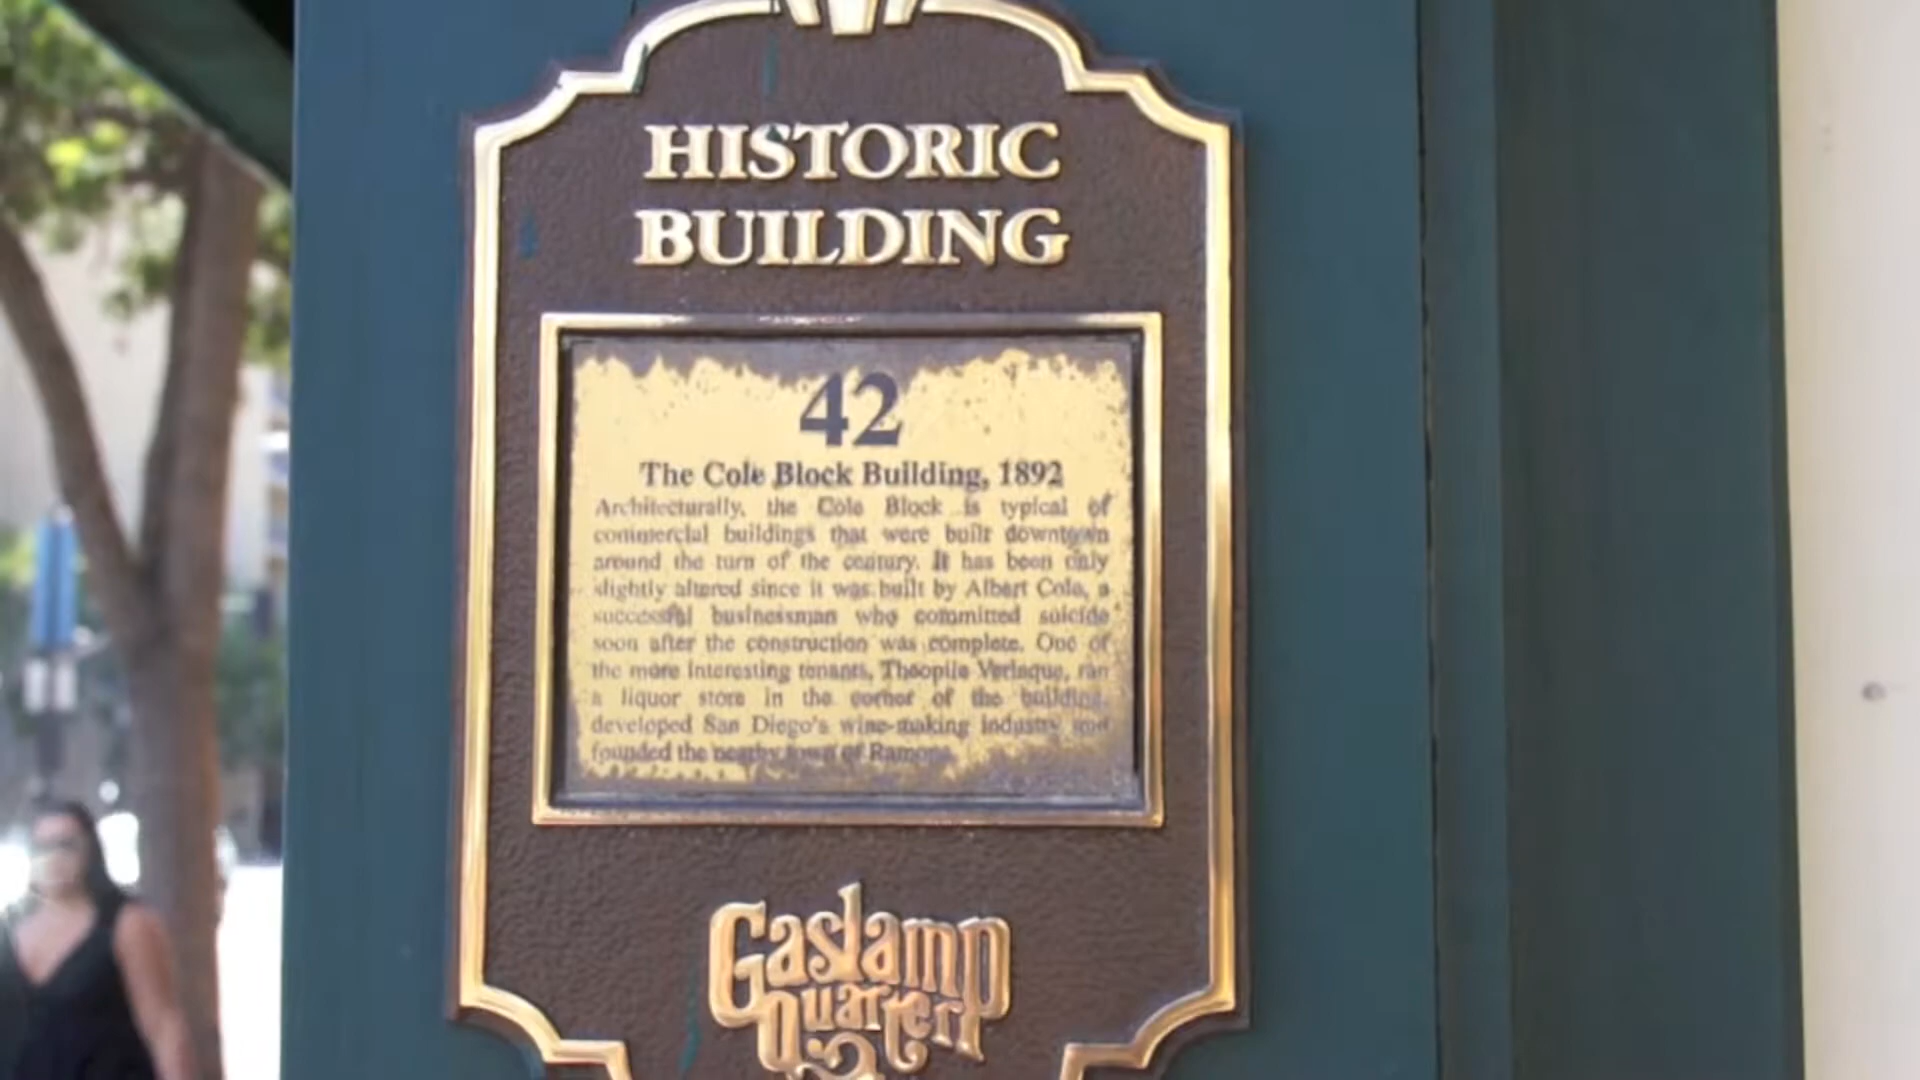 HISTORIC
BUILDING
42
The Cole Block Building, 1892
Architecturally, the Cole Block is typical of
commercial buildings that were built downtown
around the turn of the century. It has been only
slightly altered since it was built by Albert Cole, a
successful businessman who committed suicide
soon after the construction was complete. One of
the more interesting tenants, Theopile Verlaque, ran
a liquor store in the corner of the building,
developed San Diego's wine-making industry and
founded the nearby town of Ramona.
Gaslamp
Quarter